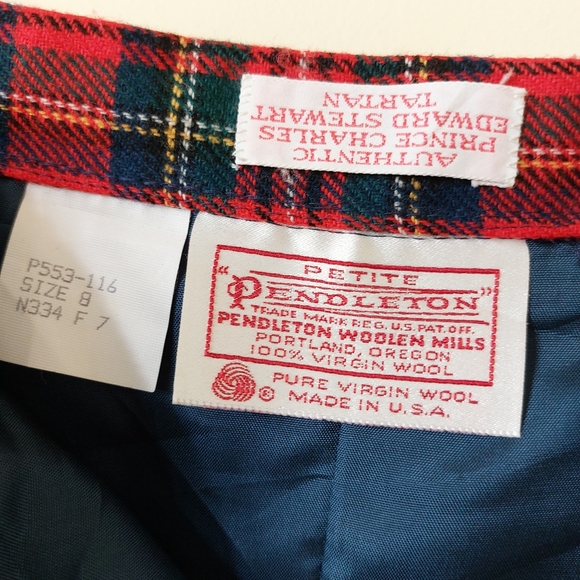 AUTHENTIC
PRINCE CHARLES
EDWARD STEWART
TARTAN
P553-116
SIZE 8
N334 F 7
PETITE
"PENDLETON"
TRADE MARK REG. U.S. PAT. OFF.
PENDLETON WOOLEN MILLS
PORTLAND, OREGON
100% VIRGIN WOOL
PURE VIRGIN WOOL
® MADE IN U.S.A.